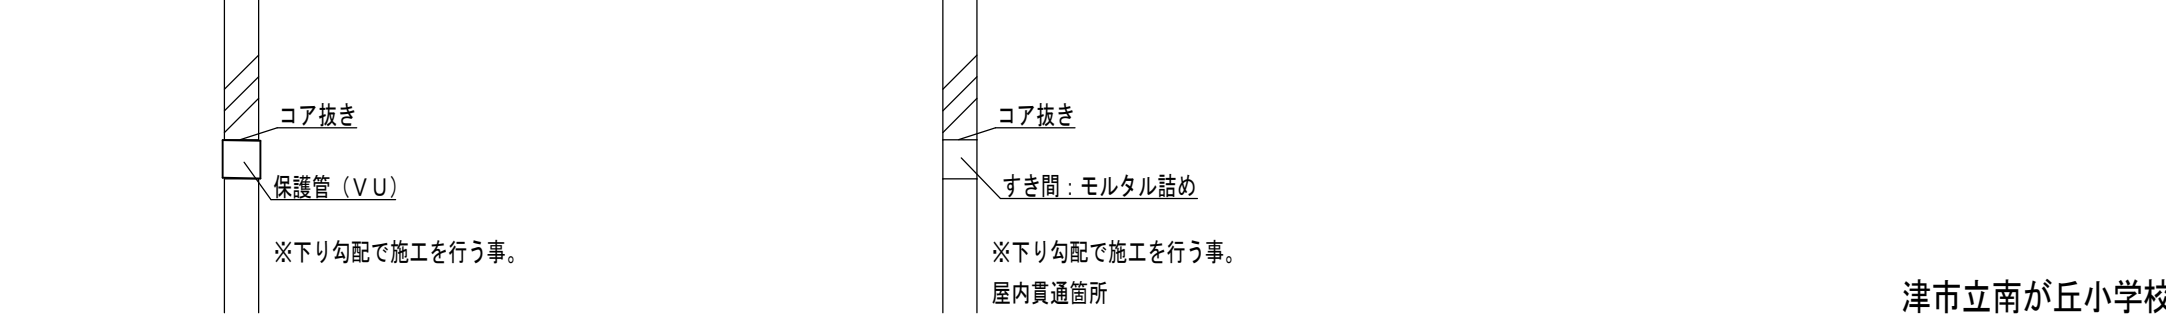 コア抜き
保護管（ＶＵ）
※下り勾配で施工を行う事。
コア抜き
すき間：モルタル詰め
※下り勾配で施工を行う事。
屋内貫通箇所
津市立南が丘小学校